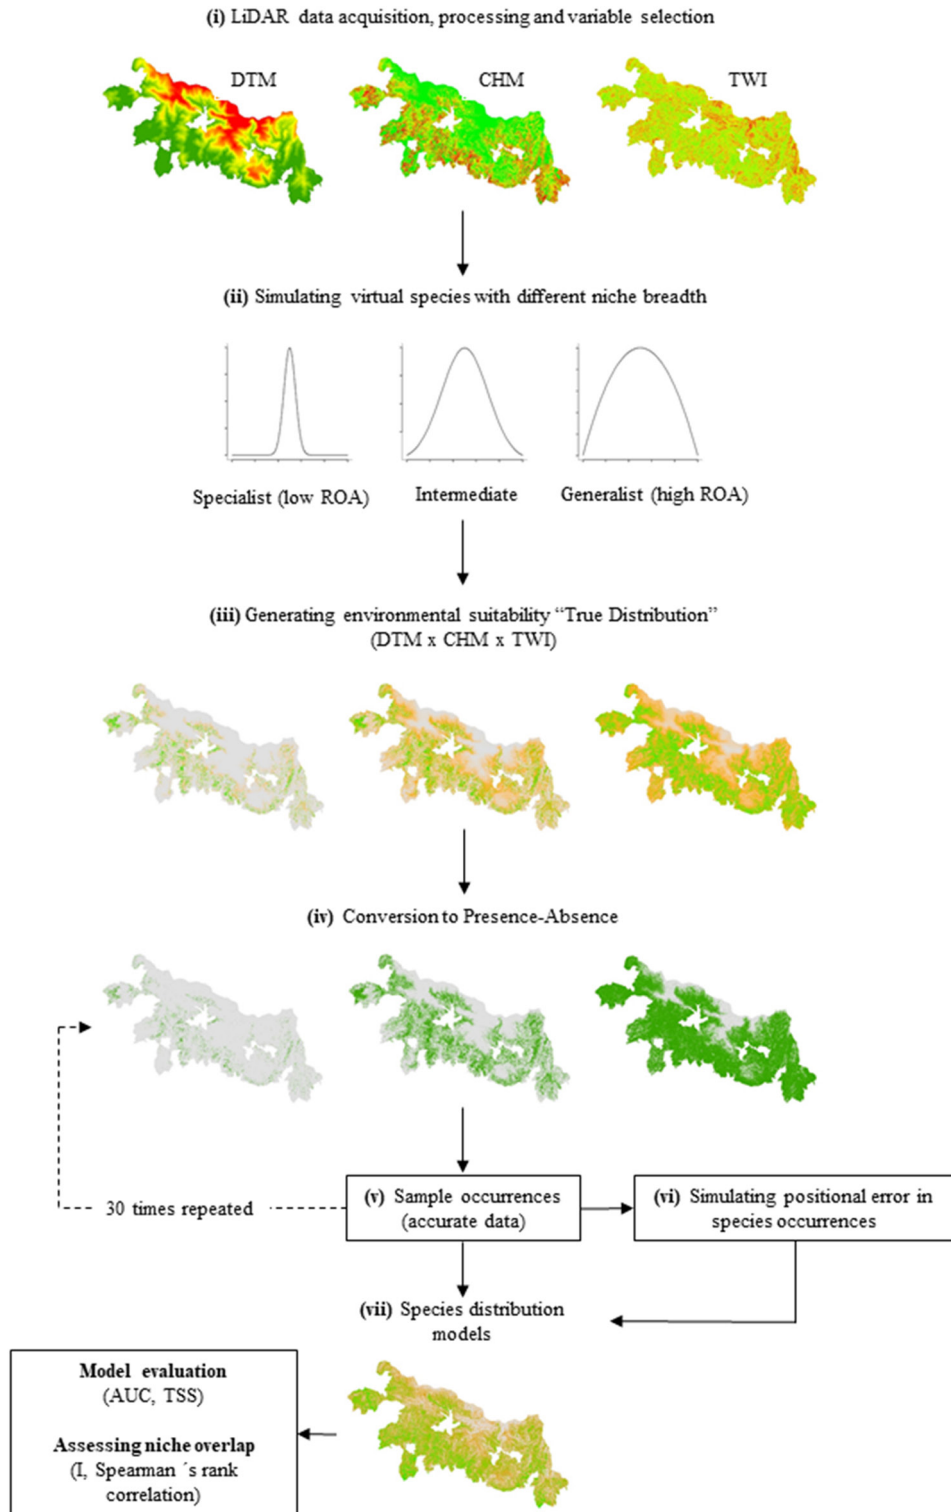 (i) LiDAR data acquisition, processing and variable selection
DTM
CHM
TWI
(ii) Simulating virtual species with different niche breadth
Specialist (low ROA)
Intermediate
Generalist (high ROA)
(iii) Generating environmental suitability “True Distribution”
(DTM x CHM x TWI)
(iv) Conversion to Presence-Absence
30 times repeated
(v) Sample occurrences
(accurate data)
(vi) Simulating positional error in
species occurrences
(vii) Species distribution
models
Model evaluation
(AUC, TSS)
Assessing niche overlap
(I, Spearman ´s rank
correlation)